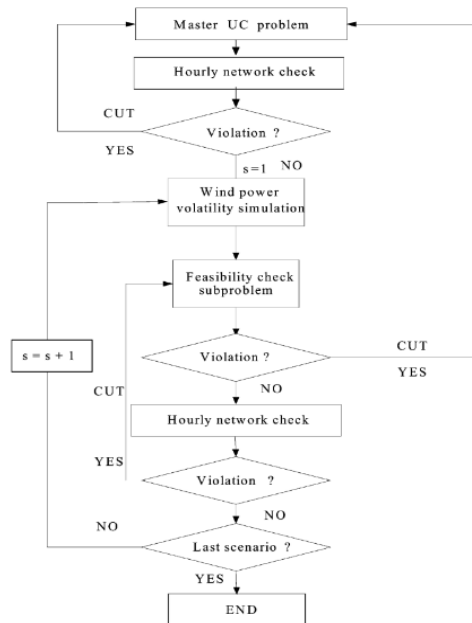 Master UC problem
Hourly network check
CUT
Violation ?
YES
s=1 NO
Wind power
volatility simulation
Feasibility check
subproblem
s = s + 1
Violation ?
CUT
YES
CUT
NO
Hourly network check
YES
Violation ?
NO
NO
Last scenario ?
YES
END